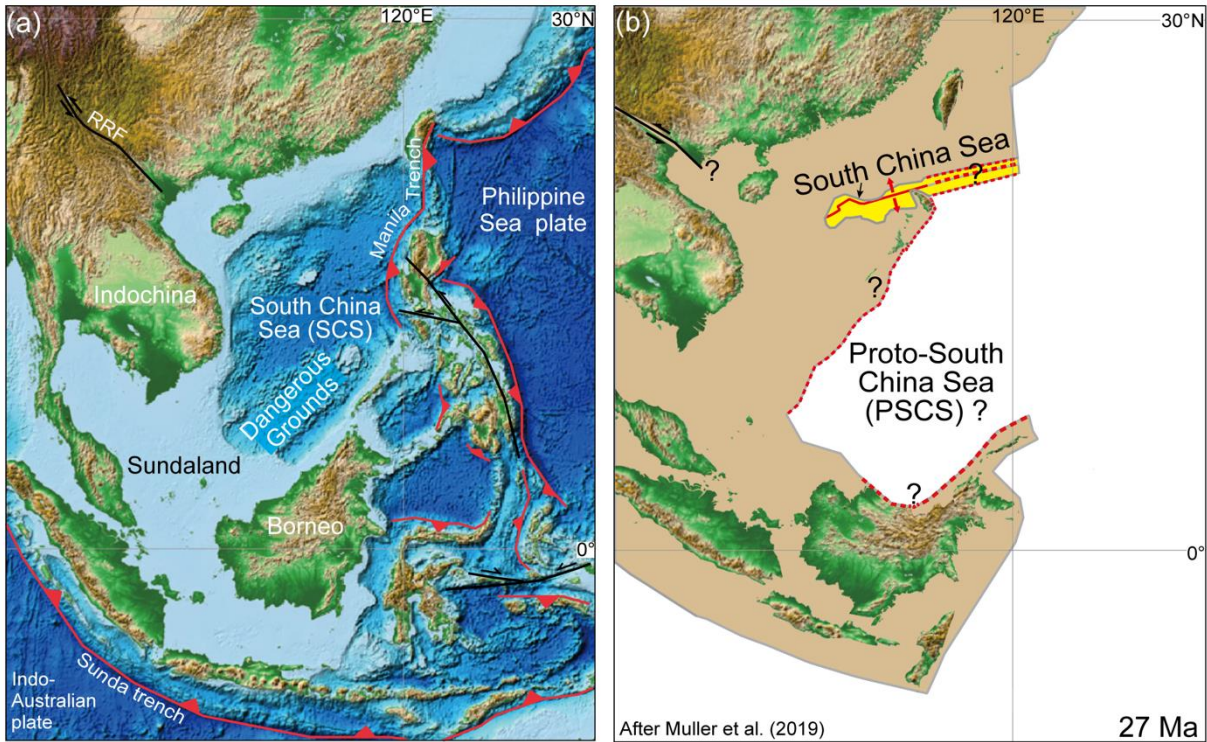 (a)
120°E
30°N
RRF
Manila Trench
Philippine
Sea plate
Indochina
South China
Sea (SCS)
Dangerous
Grounds
Sundaland
Borneo
0°
Sunda trench
Indo-
Australian
plate
(b)
120°E
30°N
?
South China Sea
?
?
Proto-South
China Sea
(PSCS) ?
?
0°
After Muller et al. (2019)
27 Ma